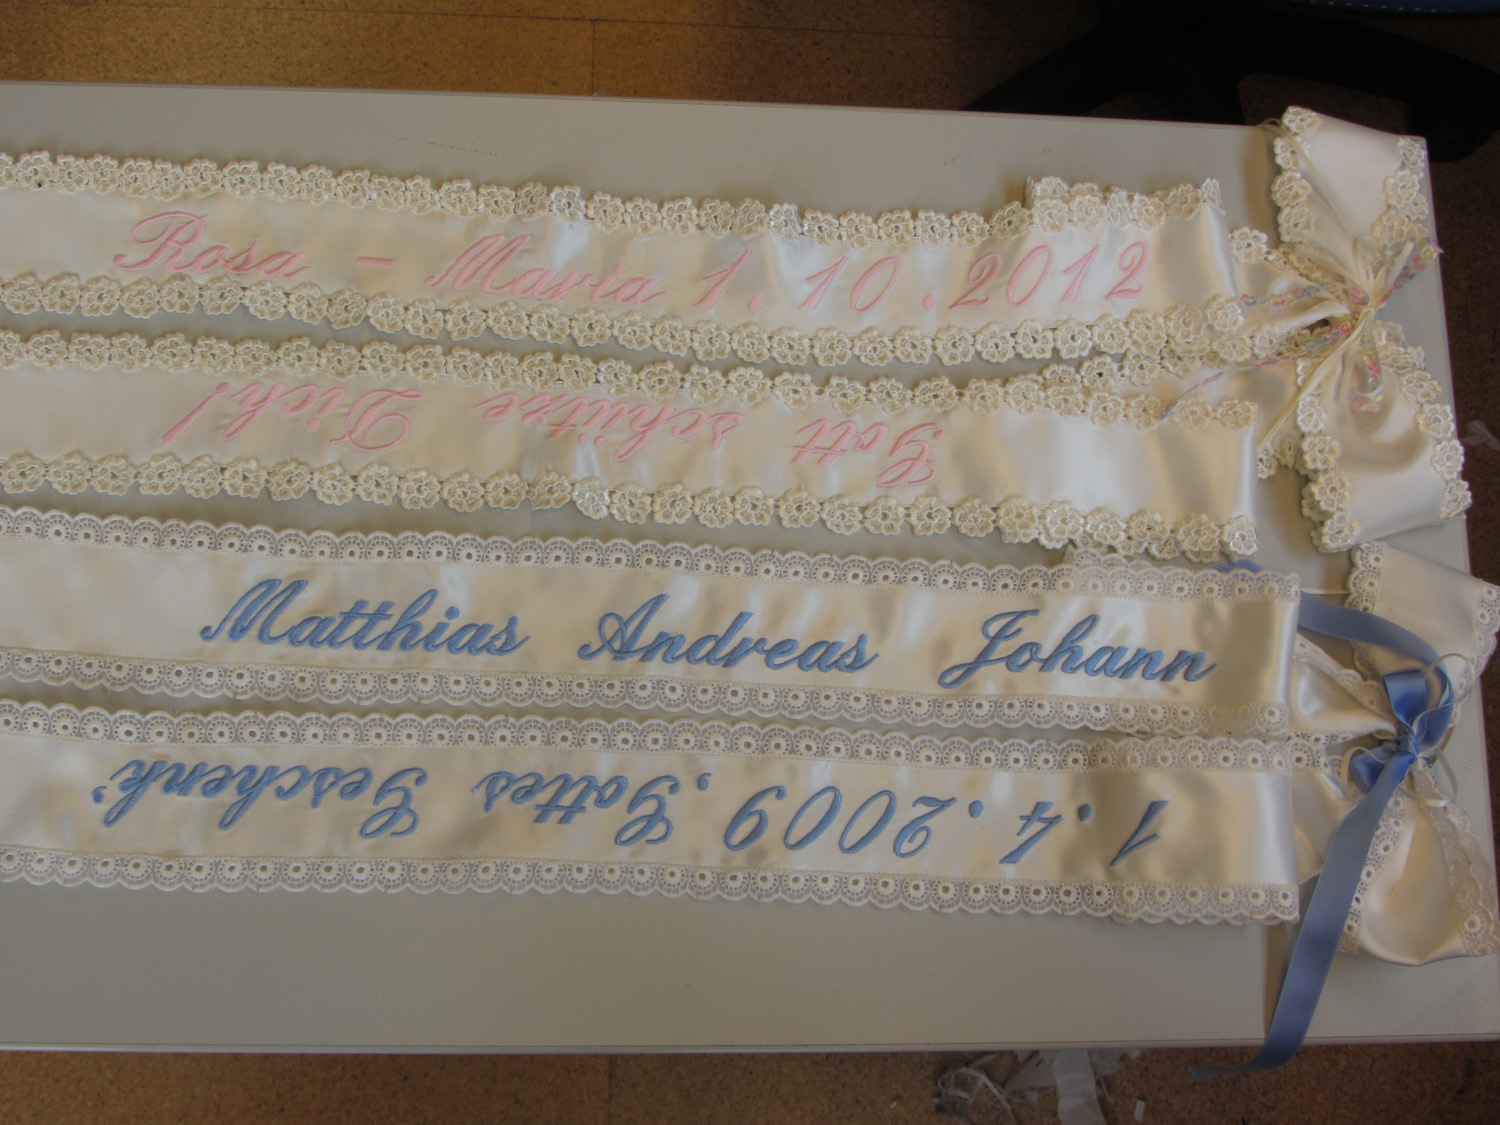 Rosa - Maria 1.10.2012
Gott schütze Dich!
Matthias Andreas Johann
1.4.2009 "Gottes Geschenk"